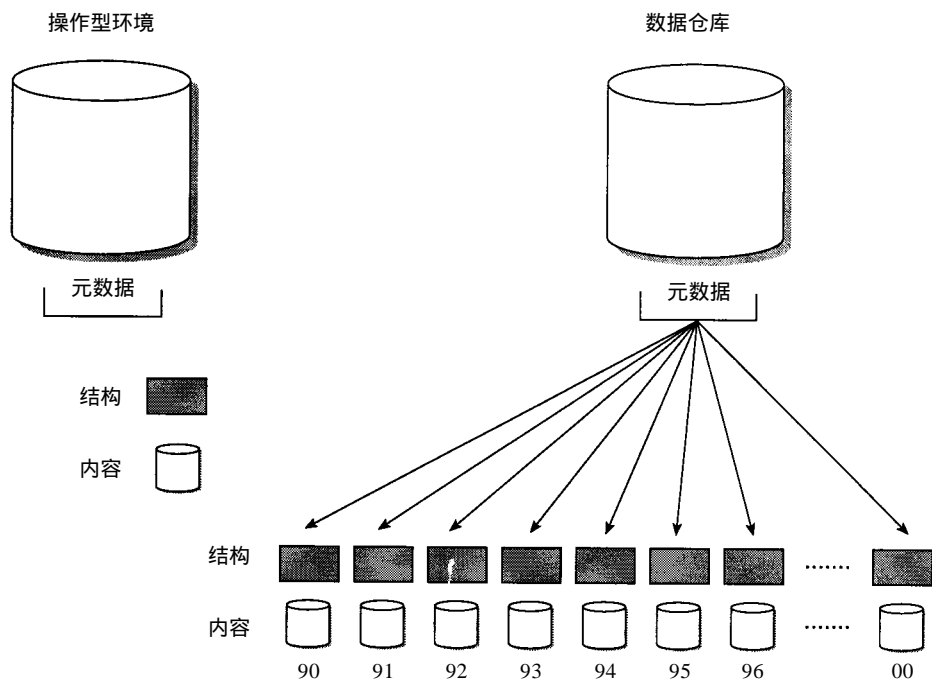 操作型环境
数据仓库
元数据
元数据
结构
内容
结构
.......
内容
.......
90 91 92 93 94 95 96 00